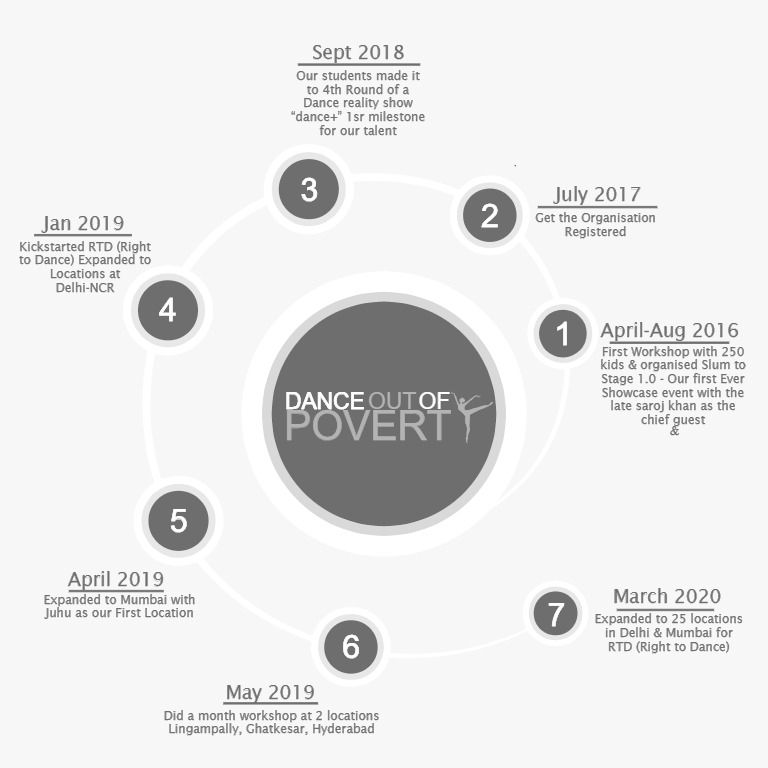 Sept 2018
Our students made it
to 4th Round of a
Dance reality show
“dance+” 1sr milestone
for our talent
3
2
July 2017
Get the Organisation
Registered
Jan 2019
Kickstarted RTD (Right
to Dance) Expanded to
Locations at
Delhi-NCR
4
1
April-Aug 2016
First Workshop with 250
kids & organised Slum to
Stage 1.0 - Our first Ever
Showcase event with the
late saroj khan as the
chief guest
&
DANCE OUT OF
POVERTY
5
April 2019
Expanded to Mumbai with
Juhu as our First Location
6
May 2019
Did a month workshop at 2 locations
Lingampally, Ghatkesar, Hyderabad
7
March 2020
Expanded to 25 locations
in Delhi & Mumbai for
RTD (Right to Dance)